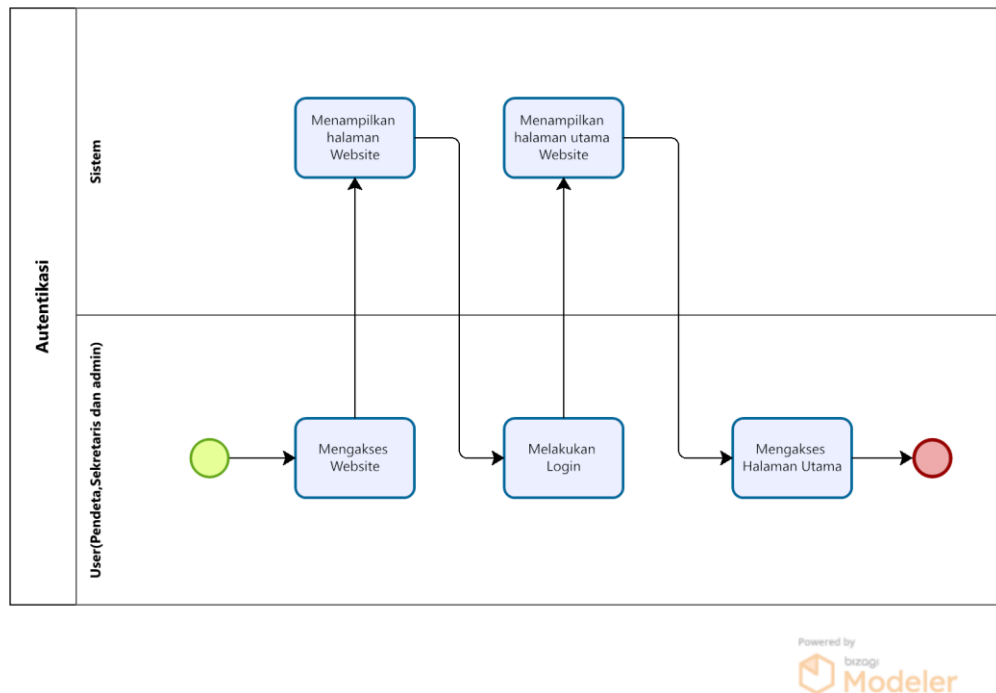 Autentikasi
Sistem
Menampilkan
halaman
Website
Menampilkan
halaman utama
Website
User(Pendeta,Sekretaris dan admin)
Mengakses
Website
Melakukan
Login
Mengakses
Halaman Utama
Powered by
bizagi
Modeler